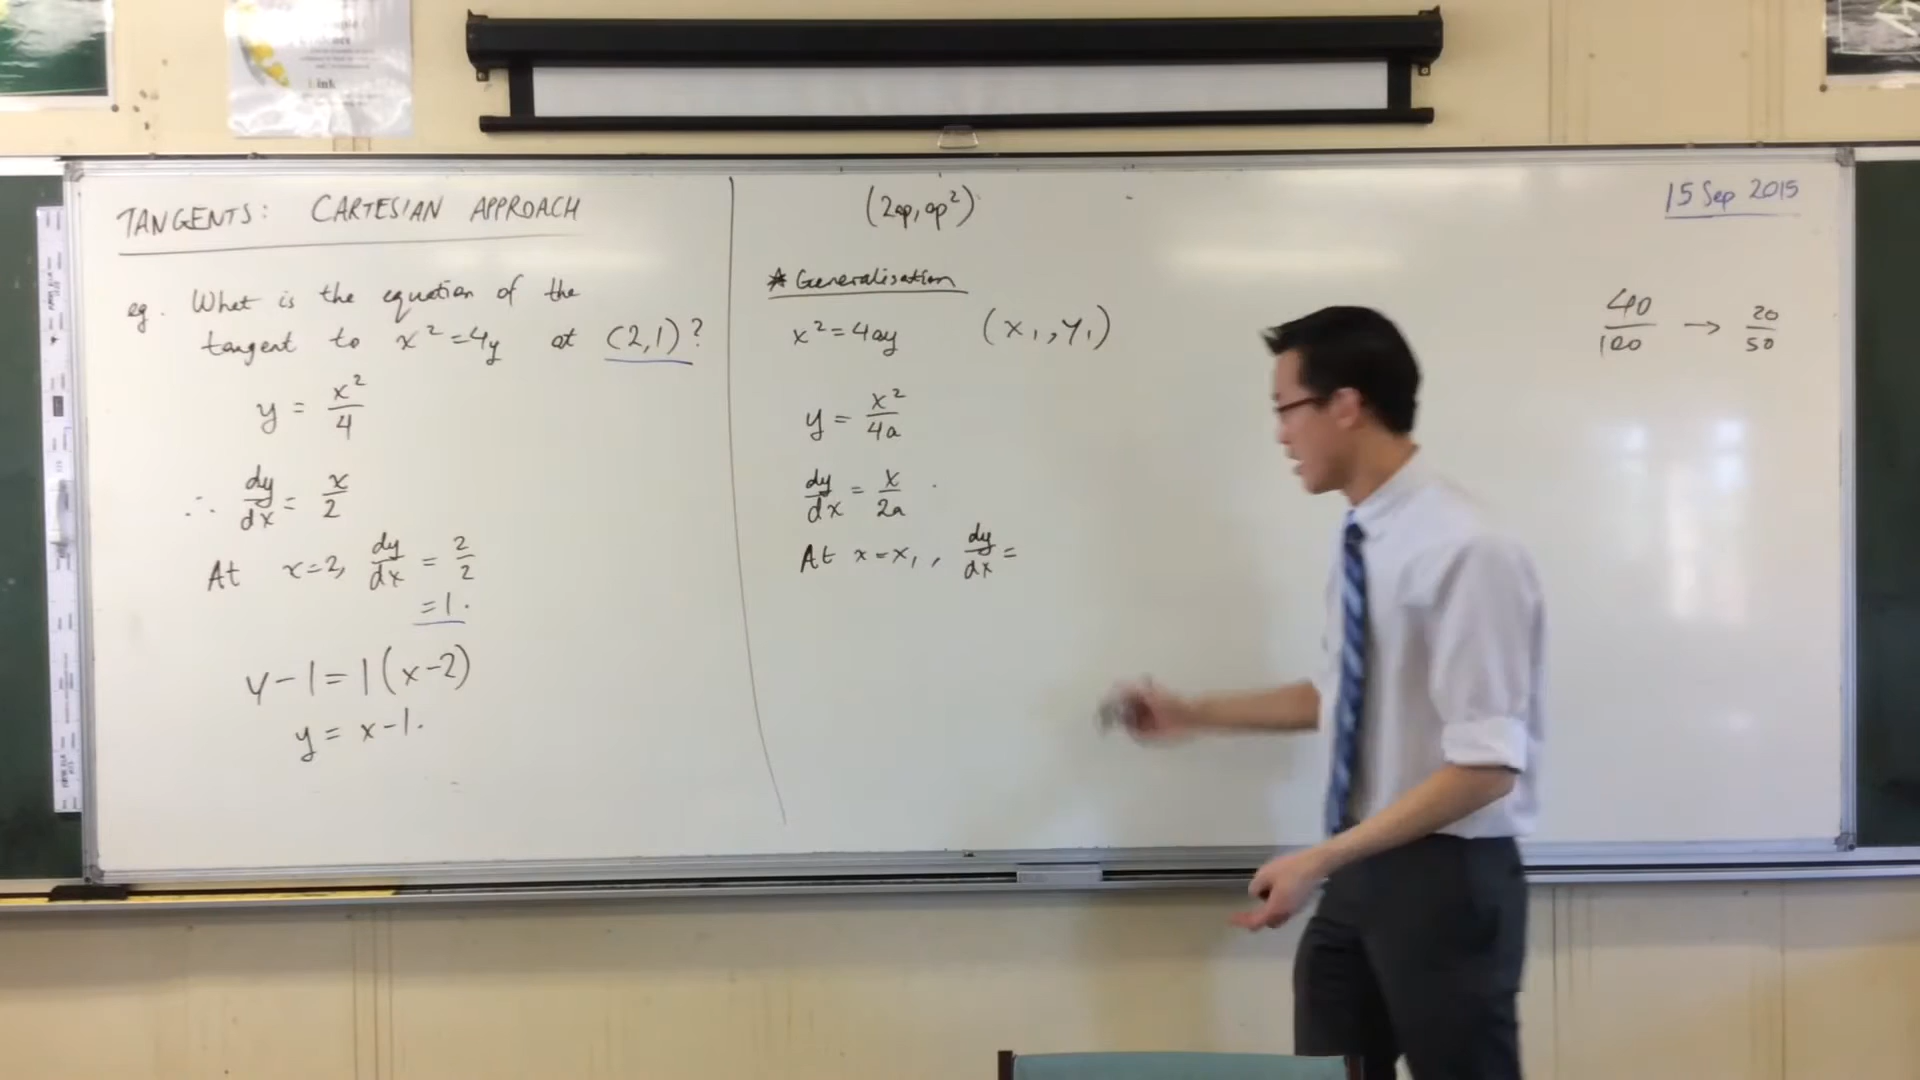 TANGENTS: CARTESIAN APPROACH
eg. What is the equation of the
tangent to x² = 4y at (2,1)?
y = x²/4
∴ dy/dx = x/2
At x=2, dy/dx = 2/2
= 1.
y - 1 = 1(x-2)
y = x - 1.
(2ap, ap²)
* Generalisation
x² = 4ay (x₁, y₁)
y = x²/4a
dy/dx = x/2a
At x = x₁, dy/dx =
15 Sep 2015
40/100 → 20/50
ink